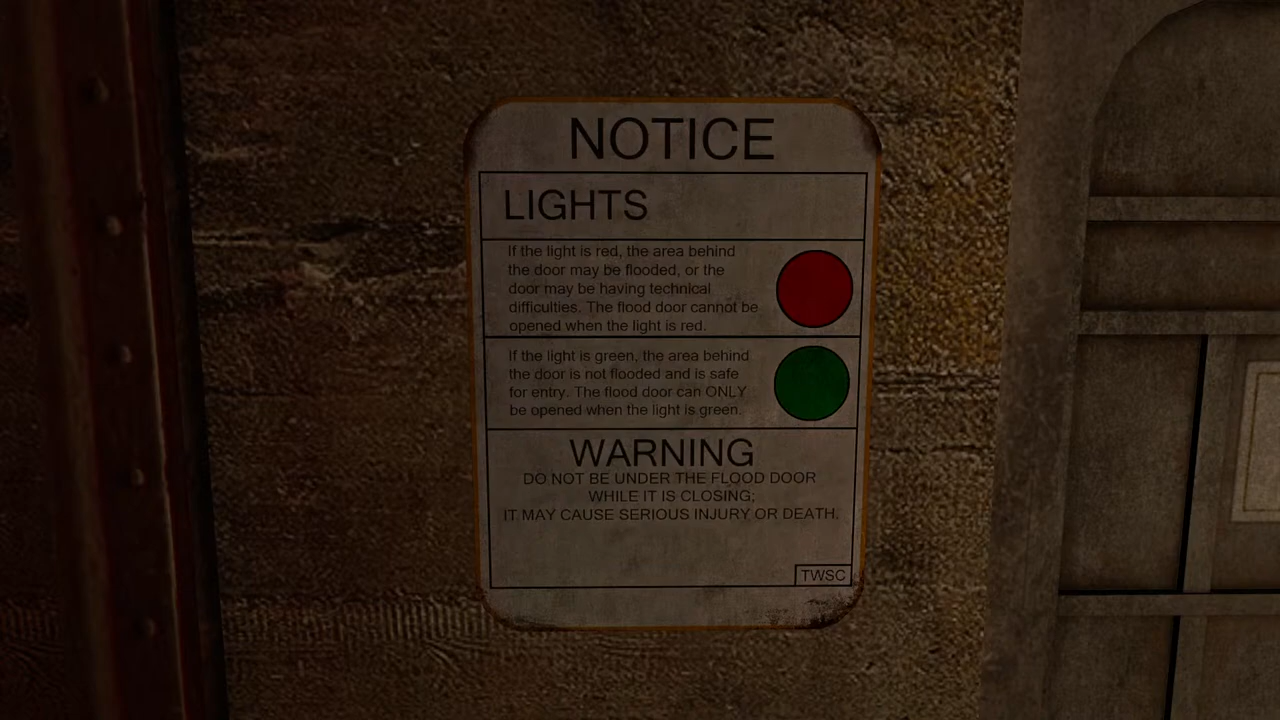 NOTICE
LIGHTS
If the light is red, the area behind
the door may be flooded, or the
door may be having technical
difficulties. The flood door cannot be
opened when the light is red.
If the light is green, the area behind
the door is not flooded and is safe
for entry. The flood door can ONLY
be opened when the light is green.
WARNING
DO NOT BE UNDER THE FLOOD DOOR
WHILE IT IS CLOSING;
IT MAY CAUSE SERIOUS INJURY OR DEATH.
TWSC